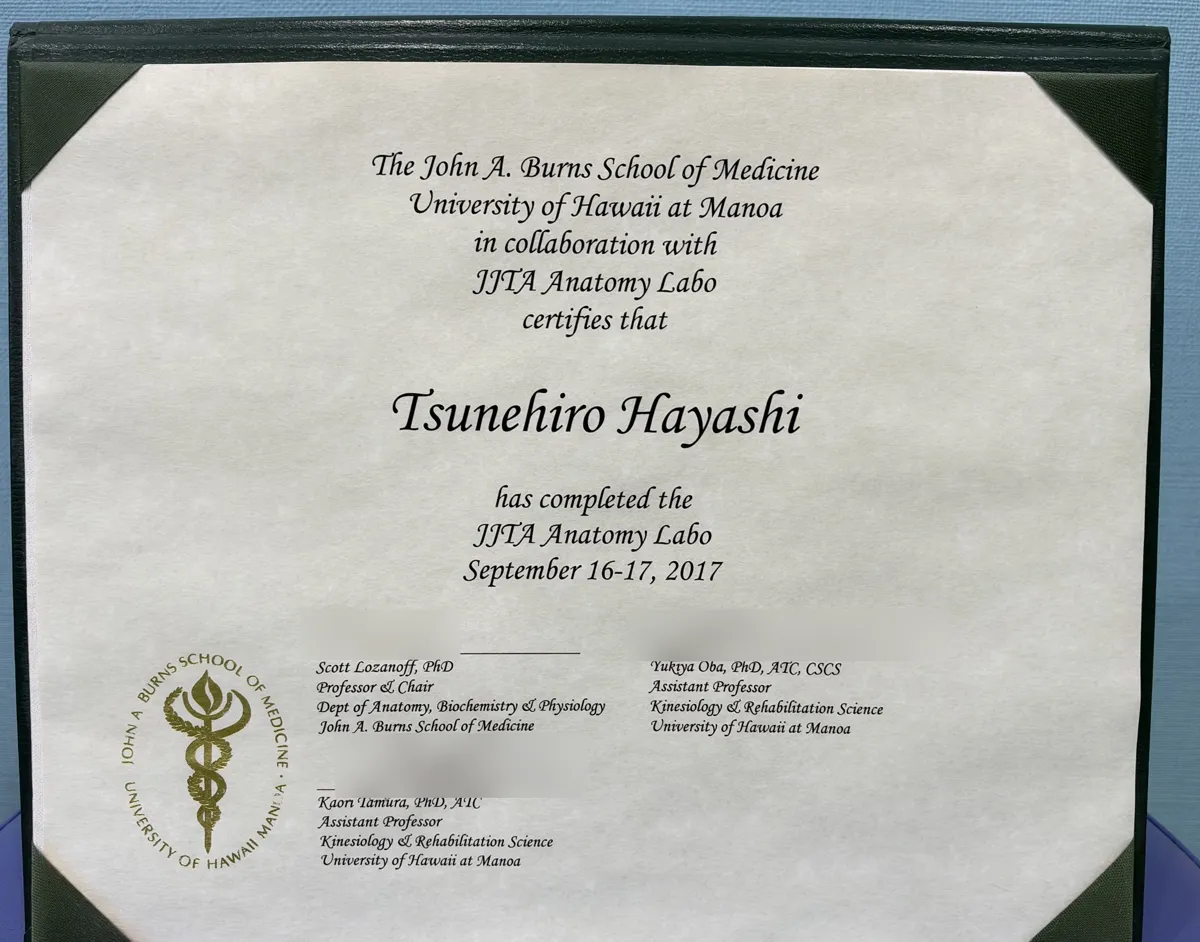 The John A. Burns School of Medicine
University of Hawaii at Manoa
in collaboration with
JJTA Anatomy Labo
certifies that
Tsunehiro Hayashi
has completed the
JJTA Anatomy Labo
September 16-17, 2017
Scott Lozanoff, PhD
Professor & Chair
Dept of Anatomy, Biochemistry & Physiology
John A. Burns School of Medicine
Yukiya Oba, PhD, ATC, CSCS
Assistant Professor
Kinesiology & Rehabilitation Science
University of Hawaii at Manoa
Kaori Tamura, PhD, ATC
Assistant Professor
Kinesiology & Rehabilitation Science
University of Hawaii at Manoa
JOHN A BURNS SCHOOL OF MEDICINE ·
UNIVERSITY OF HAWAII MANOA ·